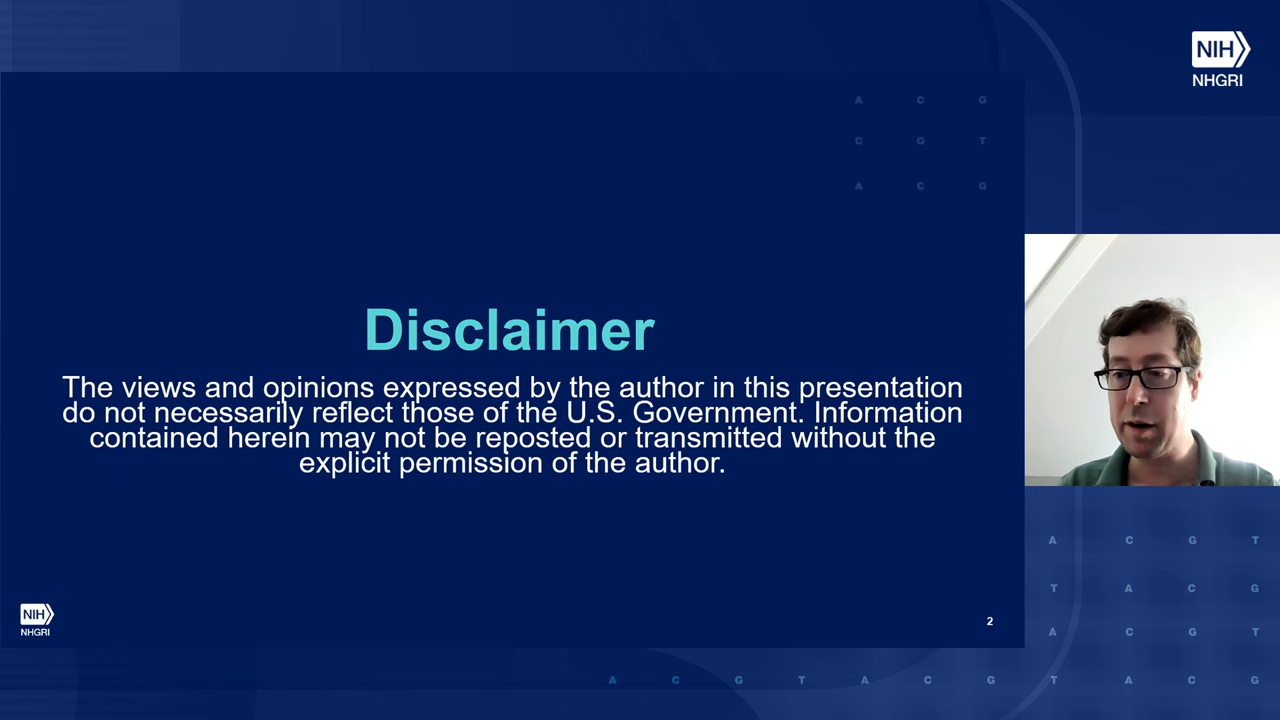 NIH
NHGRI
A C G
C G T
A C G
Disclaimer
The views and opinions expressed by the author in this presentation
do not necessarily reflect those of the U.S. Government. Information
contained herein may not be reposted or transmitted without the
explicit permission of the author.
A C G T
T A C G
NIH
NHGRI
2
A C G T
A C G T A C G T A C G